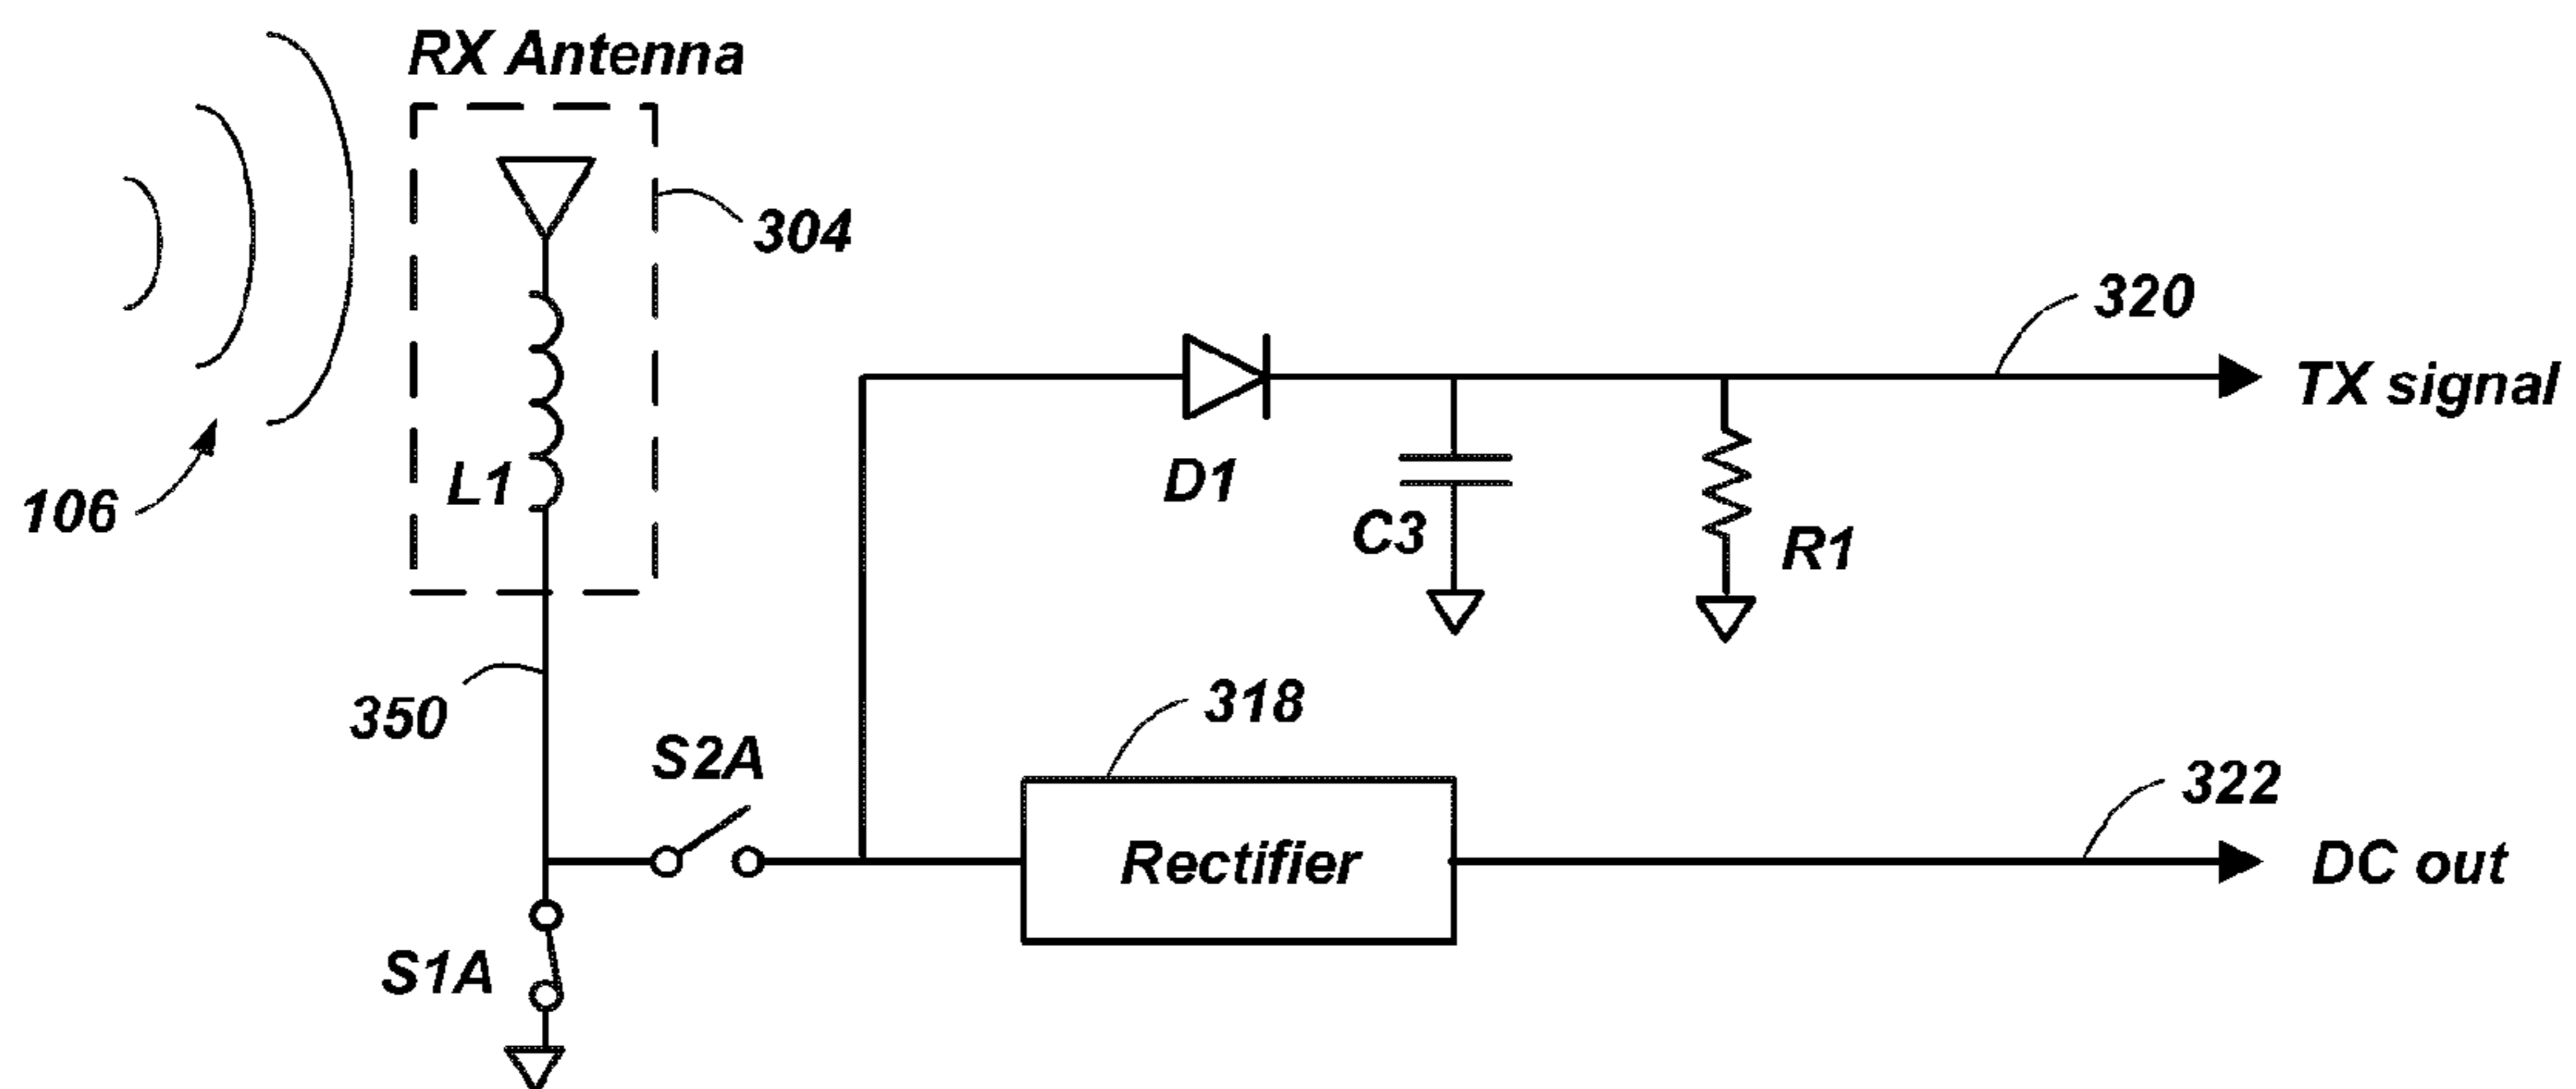 RX Antenna
304
320
TX signal
L1
D1
106
C3
R1
318
350
S2A
322
Rectifier
DC out
S1A